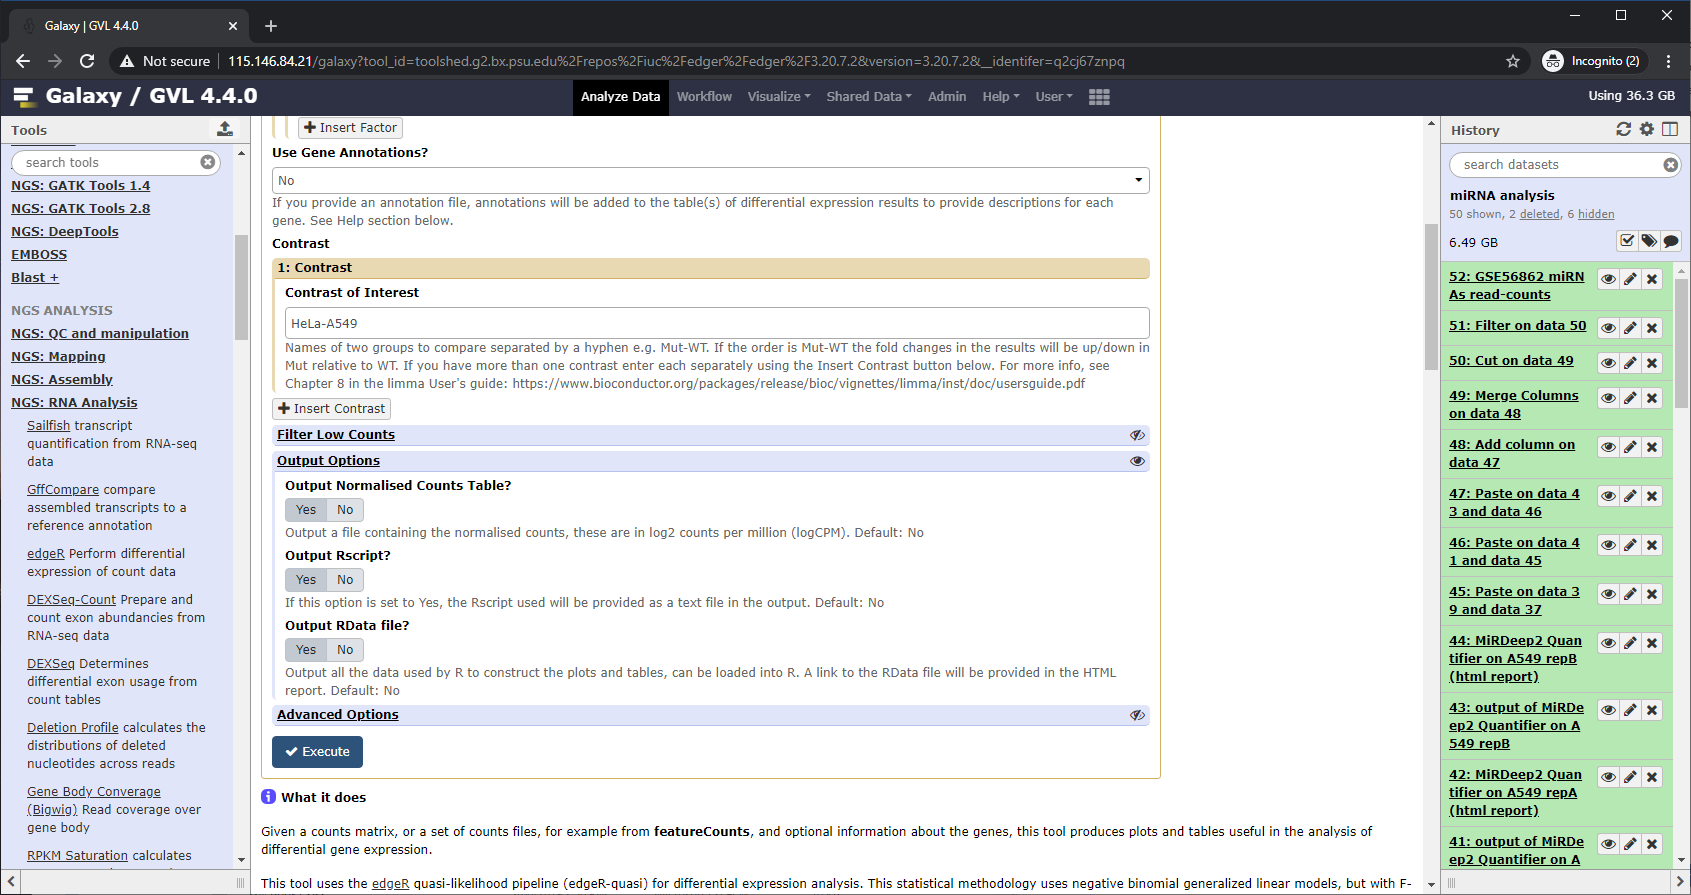 Galaxy | GVL 4.4.0
Not secure
115.146.84.21/galaxy?tool_id=toolshed.g2.bx.psu.edu%2Frepos%2Fiuc%2Fedger%2Fedger%2F3.20.7.2&version=3.20.7.2&__identifer=q2cj67znpq
Incognito (2)
Galaxy / GVL 4.4.0
Analyze Data
Workflow
Visualize
Shared Data
Admin
Help
User
Using 36.3 GB
Tools
search tools
NGS: GATK Tools 1.4
NGS: GATK Tools 2.8
NGS: DeepTools
EMBOSS
Blast +
NGS ANALYSIS
NGS: QC and manipulation
NGS: Mapping
NGS: Assembly
NGS: RNA Analysis
Sailfish transcript
quantification from RNA-seq
data
GffCompare compare
assembled transcripts to a
reference annotation
edgeR Perform differential
expression of count data
DEXSeq-Count Prepare and
count exon abundancies from
RNA-seq data
DEXSeq Determines
differential exon usage from
count tables
Deletion Profile calculates the
distributions of deleted
nucleotides across reads
Gene Body Converage
(Bigwig) Read coverage over
gene body
RPKM Saturation calculates
Insert Factor
Use Gene Annotations?
No
If you provide an annotation file, annotations will be added to the table(s) of differential expression results to provide descriptions for each
gene. See Help section below.
Contrast
1: Contrast
Contrast of Interest
HeLa-A549
Names of two groups to compare separated by a hyphen e.g. Mut-WT. If the order is Mut-WT the fold changes in the results will be up/down in
Mut relative to WT. If you have more than one contrast enter each separately using the Insert Contrast button below. For more info, see
Chapter 8 in the limma User's guide: https://www.bioconductor.org/packages/release/bioc/vignettes/limma/inst/doc/usersguide.pdf
Insert Contrast
Filter Low Counts
Output Options
Output Normalised Counts Table?
Yes No
Output a file containing the normalised counts, these are in log2 counts per million (logCPM). Default: No
Output Rscript?
Yes No
If this option is set to Yes, the Rscript used will be provided as a text file in the output. Default: No
Output RData file?
Yes No
Output all the data used by R to construct the plots and tables, can be loaded into R. A link to the RData file will be provided in the HTML
report. Default: No
Advanced Options
Execute
What it does
Given a counts matrix, or a set of counts files, for example from featureCounts, and optional information about the genes, this tool produces plots and tables useful in the analysis of
differential gene expression.
This tool uses the edgeR quasi-likelihood pipeline (edgeR-quasi) for differential expression analysis. This statistical methodology uses negative binomial generalized linear models, but with F-
History
search datasets
miRNA analysis
50 shown, 2 deleted, 6 hidden
6.49 GB
52: GSE56862 miRN
As read-counts
51: Filter on data 50
50: Cut on data 49
49: Merge Columns
on data 48
48: Add column on
data 47
47: Paste on data 4
3 and data 46
46: Paste on data 4
1 and data 45
45: Paste on data 3
9 and data 37
44: MiRDeep2 Quan
tifier on A549 repB
(html report)
43: output of MiRDe
ep2 Quantifier on A
549 repB
42: MiRDeep2 Quan
tifier on A549 repA
(html report)
41: output of MiRDe
ep2 Quantifier on A